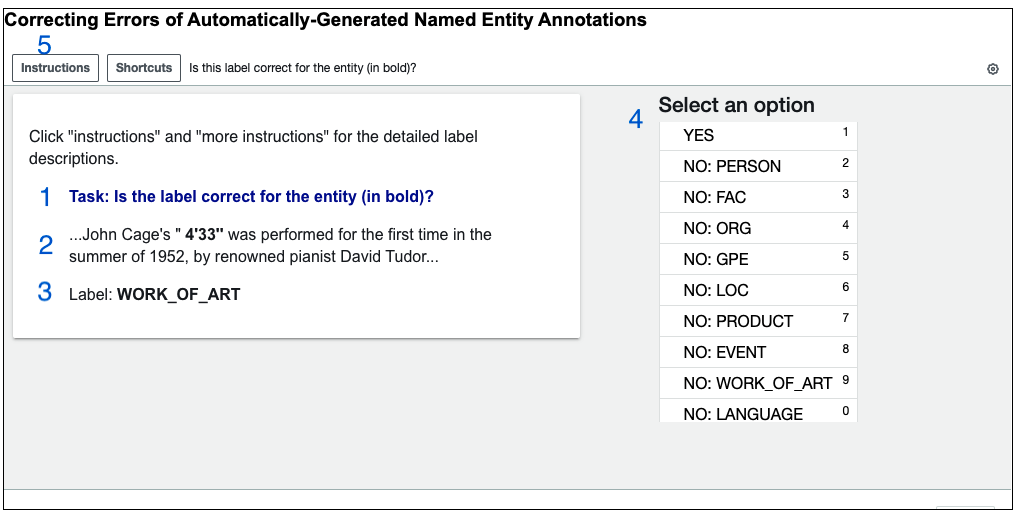 Correcting Errors of Automatically-Generated Named Entity Annotations
5
Instructions Shortcuts Is this label correct for the entity (in bold)?
Click "instructions" and "more instructions" for the detailed label
descriptions.
1 Task: Is the label correct for the entity (in bold)?
2 ...John Cage's " 4'33" was performed for the first time in the
summer of 1952, by renowned pianist David Tudor...
3 Label: WORK_OF_ART
4 Select an option
YES 1
NO: PERSON 2
NO: FAC 3
NO: ORG 4
NO: GPE 5
NO: LOC 6
NO: PRODUCT 7
NO: EVENT 8
NO: WORK_OF_ART 9
NO: LANGUAGE 0